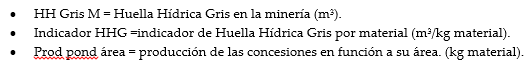 • HH Gris M = Huella Hídrica Gris en la minería (m³).
• Indicador HHG =indicador de Huella Hídrica Gris por material (m³/kg material).
• Prod pond área = producción de las concesiones en función a su área. (kg material).